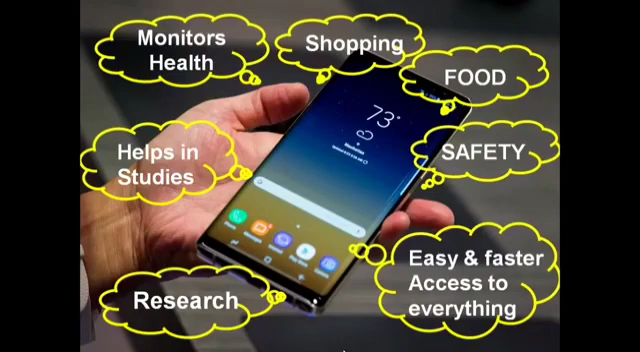 Monitors
Health
Shopping
FOOD
73°
Helps in
Studies
SAFETY
Easy & faster
Access to
everything
Research